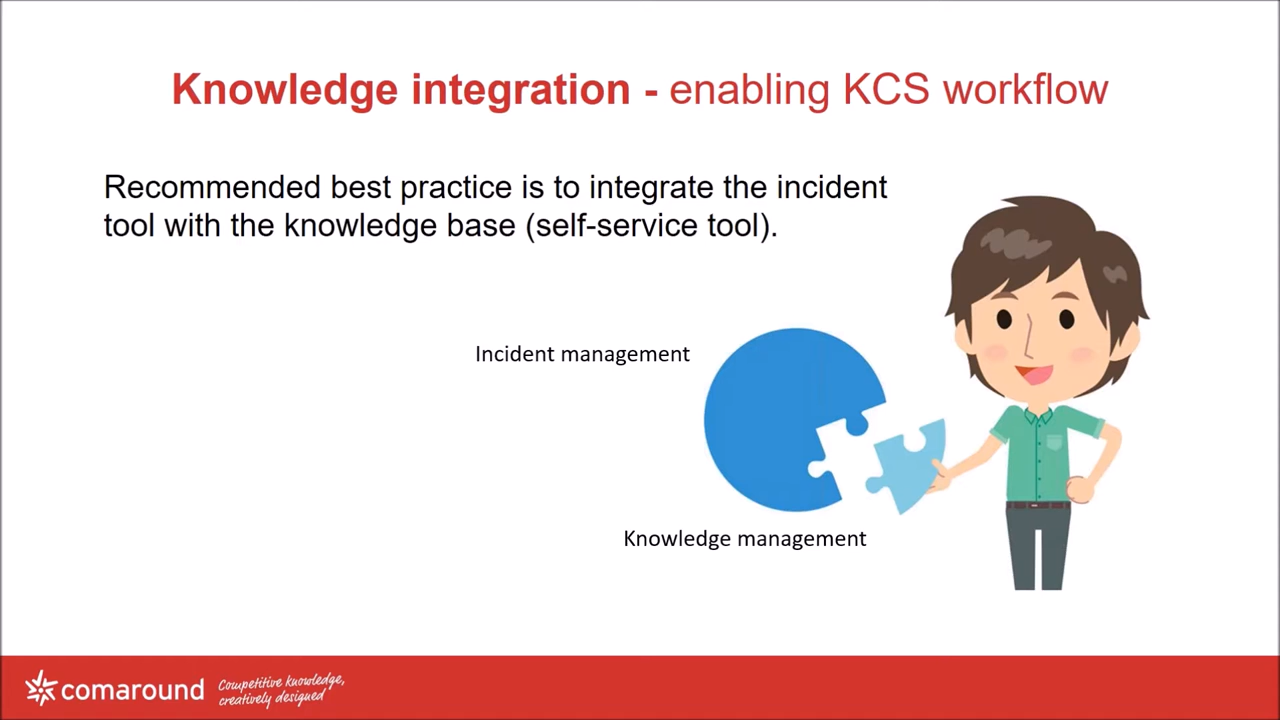 Knowledge integration - enabling KCS workflow
Recommended best practice is to integrate the incident
tool with the knowledge base (self-service tool).
Incident management
Knowledge management
comaround
Competitive knowledge,
creatively designed